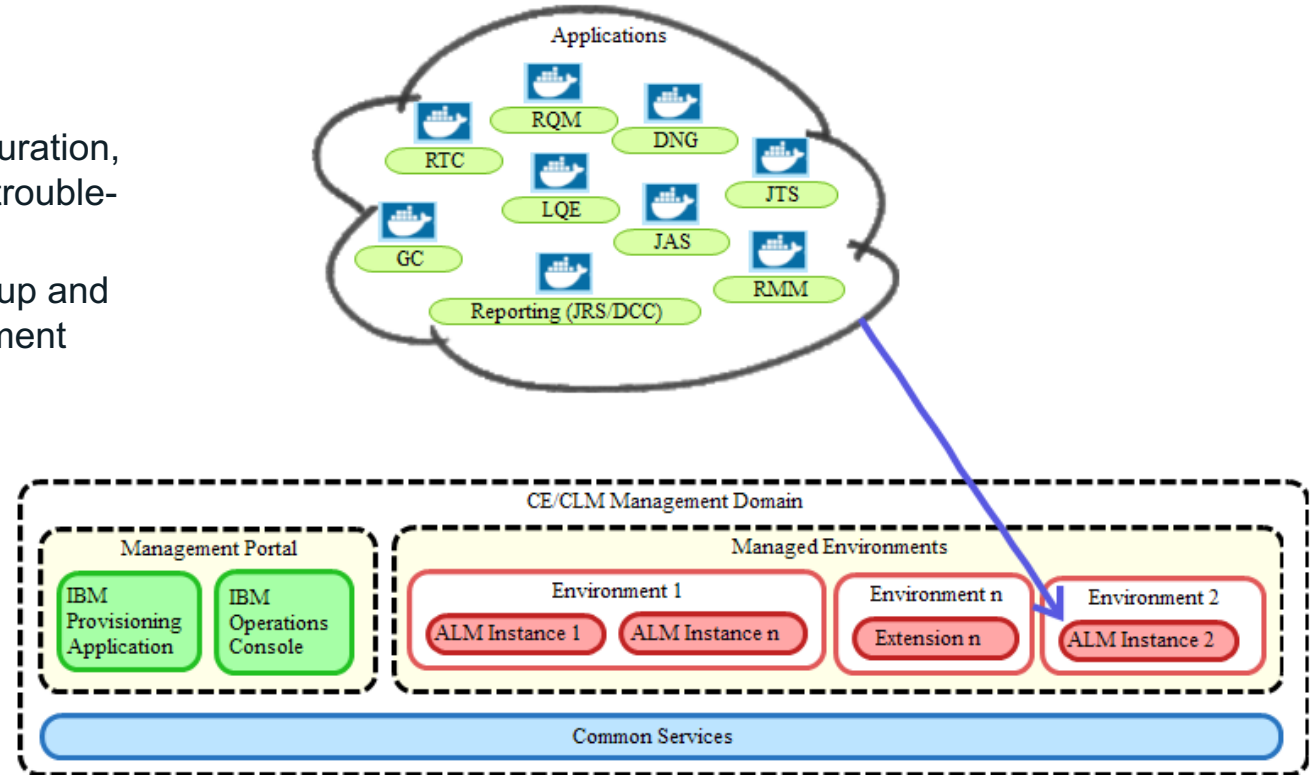 uration,
trouble-
up and
ment
Applications
RQM
DNG
RTC
JTS
LQE
JAS
GC
RMM
Reporting (JRS/DCC)
CE/CLM Management Domain
Management Portal
Managed Environments
IBM
Provisioning
Application
IBM
Operations
Console
Environment 1
ALM Instance 1
ALM Instance n
Environment n
Extension n
Environment 2
ALM Instance 2
Common Services